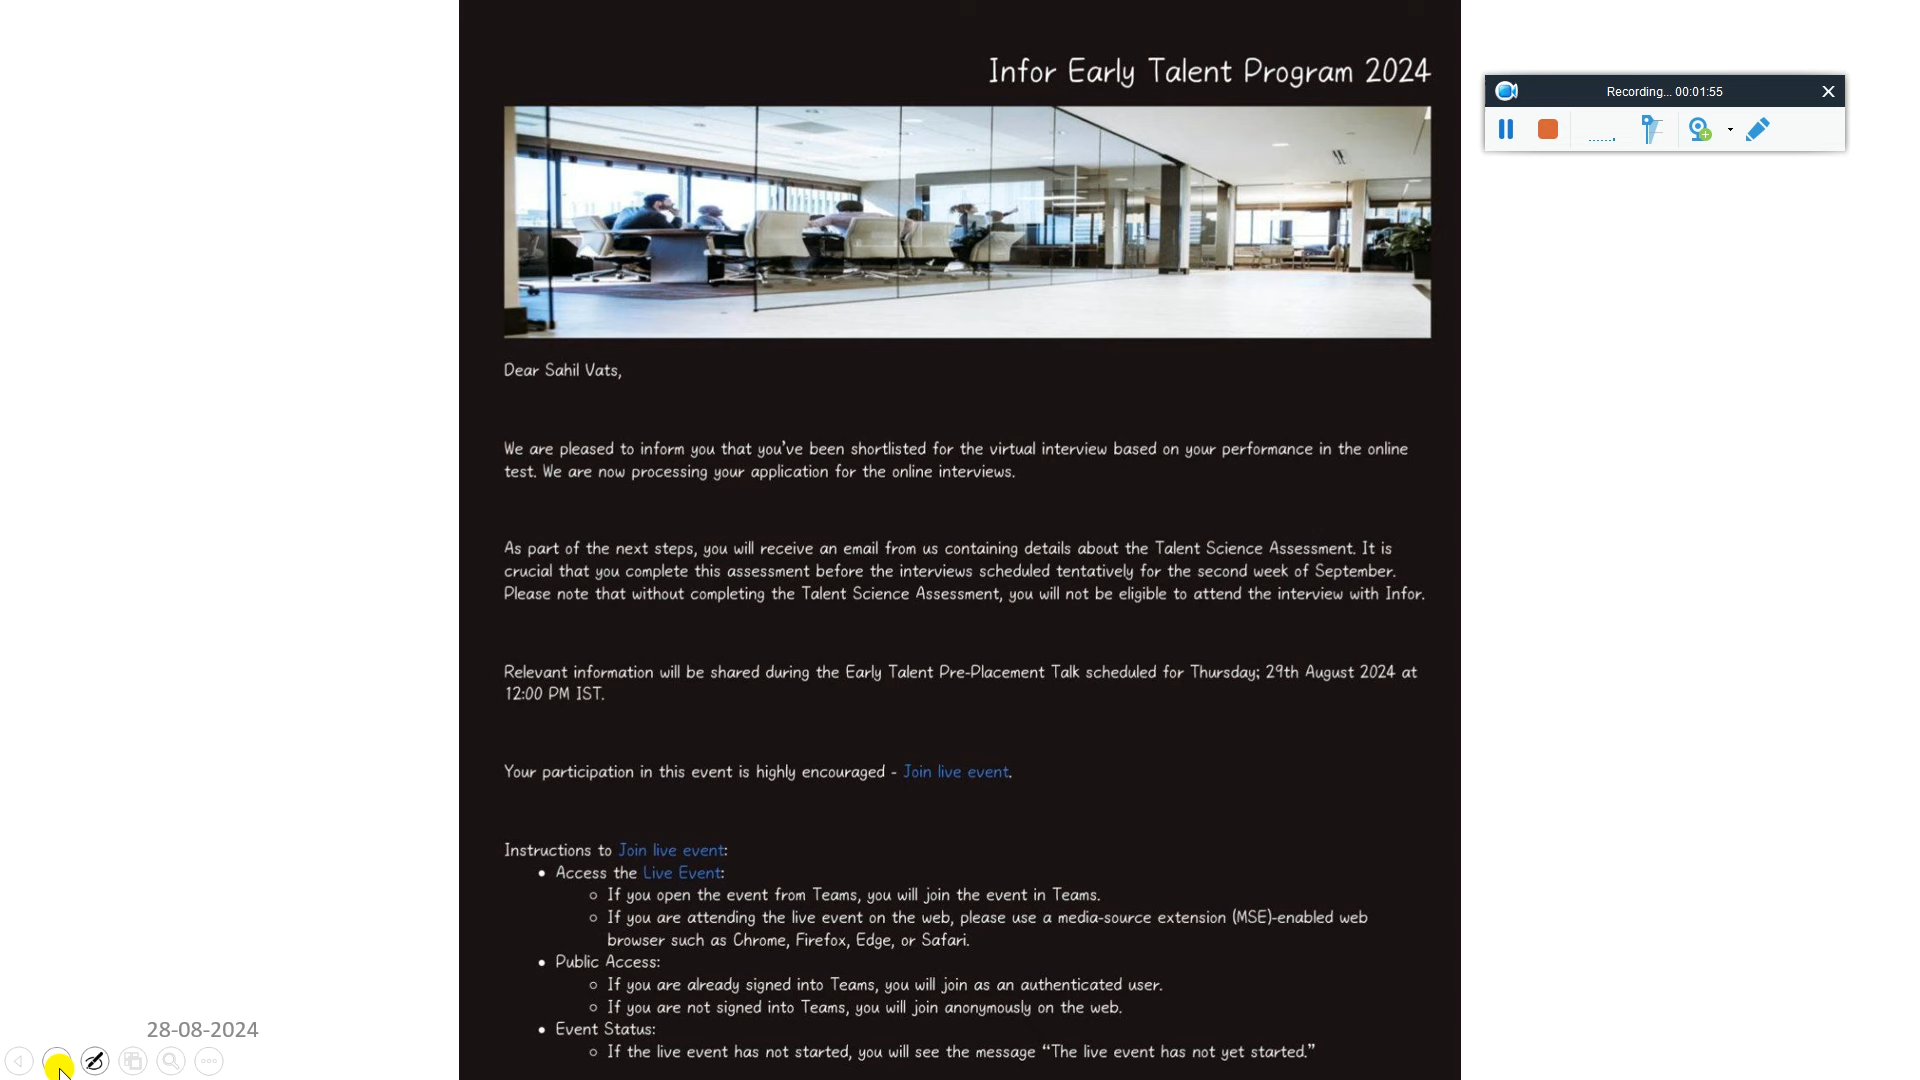 Infor Early Talent Program 2024
Recording... 00:01:55
Dear Sahil Vats,
We are pleased to inform you that you've been shortlisted for the virtual interview based on your performance in the online
test. We are now processing your application for the online interviews.
As part of the next steps, you will receive an email from us containing details about the Talent Science Assessment. It is
crucial that you complete this assessment before the interviews scheduled tentatively for the second week of September.
Please note that without completing the Talent Science Assessment, you will not be eligible to attend the interview with Infor.
Relevant information will be shared during the Early Talent Pre-Placement Talk scheduled for Thursday; 29th August 2024 at
12:00 PM IST.
Your participation in this event is highly encouraged - Join live event.
Instructions to Join live event:
• Access the Live Event:
○ If you open the event from Teams, you will join the event in Teams.
○ If you are attending the live event on the web, please use a media-source extension (MSE)-enabled web
browser such as Chrome, Firefox, Edge, or Safari.
• Public Access:
○ If you are already signed into Teams, you will join as an authenticated user.
○ If you are not signed into Teams, you will join anonymously on the web.
• Event Status:
○ If the live event has not started, you will see the message “The live event has not yet started.”
28-08-2024